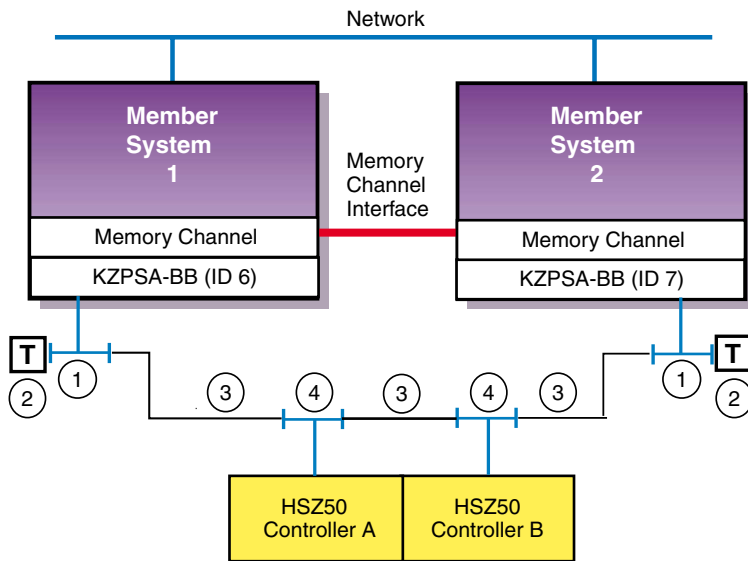 Network
Member
System
1
Member
System
2
Memory
Channel
Interface
Memory Channel
Memory Channel
KZPSA-BB (ID 6)
KZPSA-BB (ID 7)
T
T
1
1
2
2
3
4
3
4
3
HSZ50
Controller A
HSZ50
Controller B